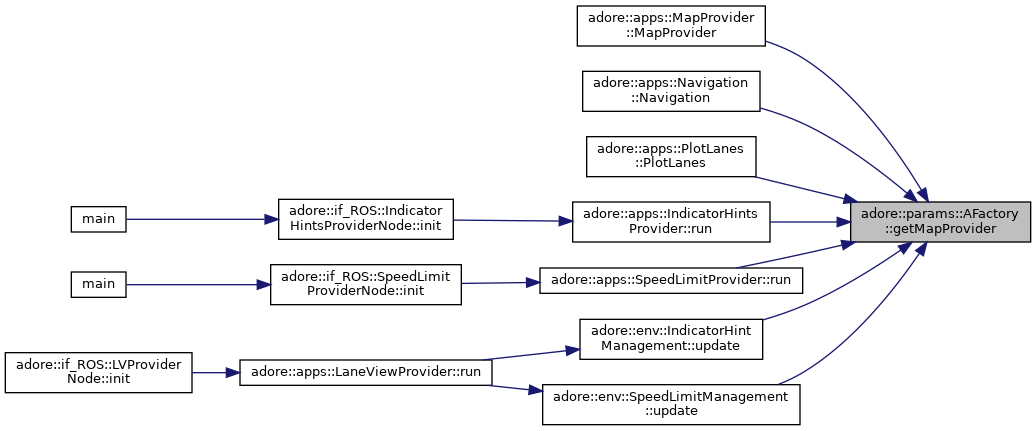 adore::apps::MapProvider
::MapProvider
adore::apps::Navigation
::Navigation
adore::apps::PlotLanes
::PlotLanes
main
adore::if_ROS::Indicator
HintsProviderNode::init
adore::apps::IndicatorHints
Provider::run
adore::params::AFactory
::getMapProvider
main
adore::if_ROS::SpeedLimit
ProviderNode::init
adore::apps::SpeedLimitProvider::run
adore::env::IndicatorHint
Management::update
adore::if_ROS::LVProvider
Node::init
adore::apps::LaneViewProvider::run
adore::env::SpeedLimitManagement
::update